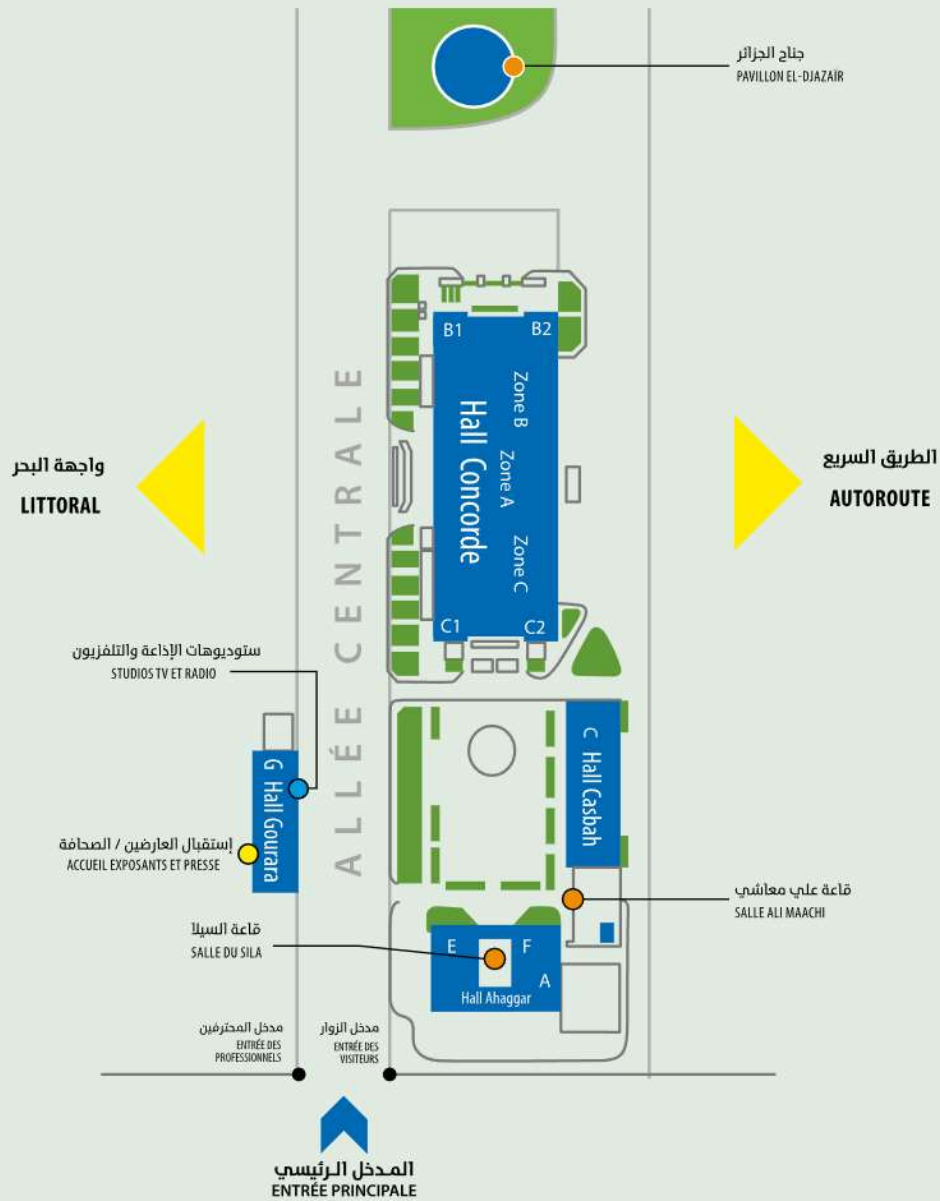 جناح الجزائر
PAVILLON EL-DJAZAÏR
B1
B2
Zone B
Zone A
Zone C
Hall Concorde
C1
C2
ALLÉE CENTRALE
واجهة البحر
LITTORAL
الطريق السريع
AUTOROUTE
ستوديوهات الإذاعة والتلفزيون
STUDIOS TV ET RADIO
G Hall Gourara
C Hall Casbah
إستقبال العارضين / الصحافة
ACCUEIL EXPOSANTS ET PRESSE
قاعة علي معاشي
SALLE ALI MAACHI
قاعة السيلا
SALLE DU SILA
E
F
A
Hall Ahaggar
مدخل المحترفين
ENTRÉE DES
PROFESSIONNELS
مدخل الزوار
ENTRÉE DES
VISITEURS
المدخل الرئيسي
ENTRÉE PRINCIPALE